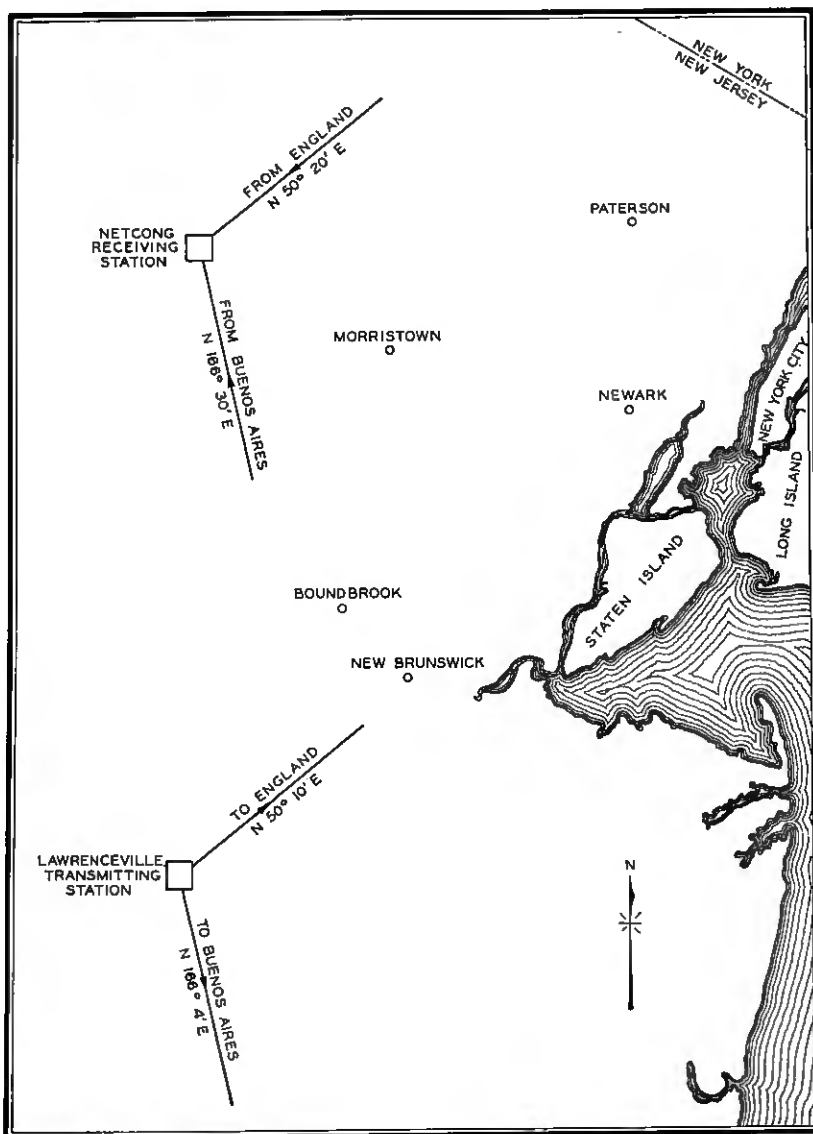 NEW YORK
NEW JERSEY
FROM ENGLAND
N 50° 20' E
PATERSON
NETCONG
RECEIVING
STATION
FROM BUENOS AIRES
N 166° 30' E
MORRISTOWN
NEWARK
NEW YORK CITY
LONG ISLAND
STATEN ISLAND
BOUNDBROOK
NEW BRUNSWICK
TO ENGLAND
N 50° 10' E
LAWRENCEVILLE
TRANSMITTING
STATION
N
TO BUENOS AIRES
N 166° 4' E